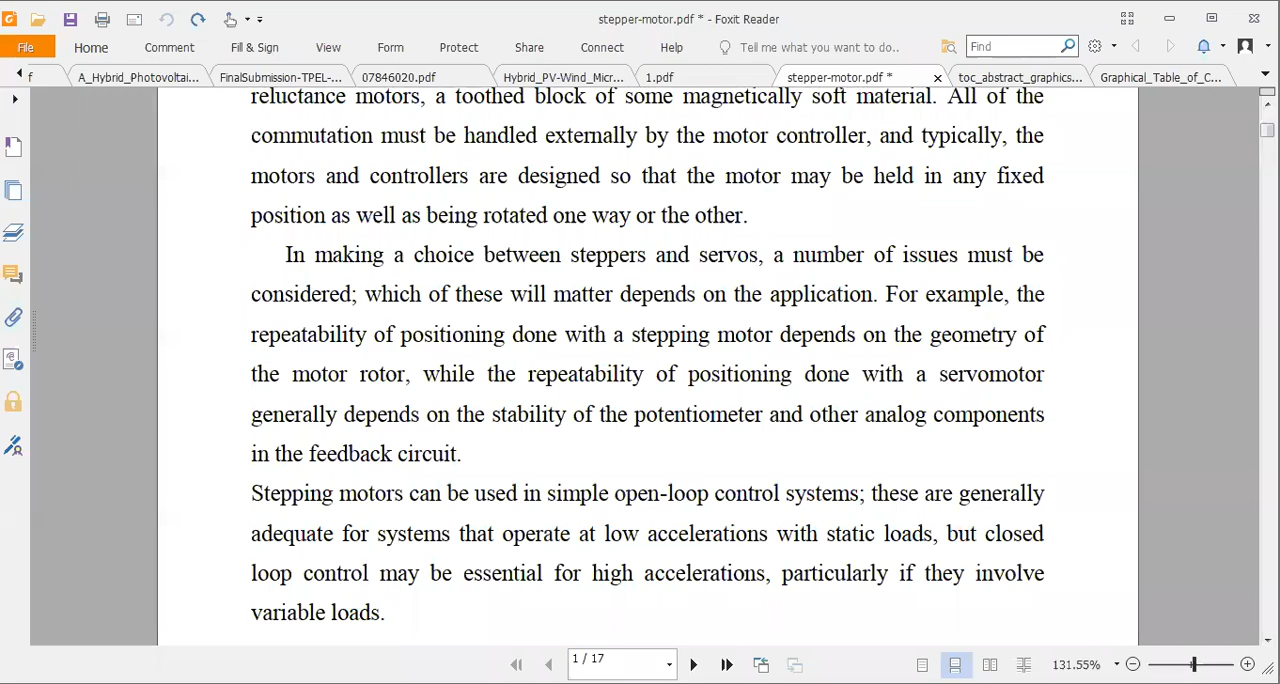 stepper-motor.pdf * - Foxit Reader
File Home Comment Fill & Sign View Form Protect Share Connect Help Tell me what you want to do.. Find
f A_Hybrid_Photovoltai... FinalSubmission-TPEL-... 07846020.pdf Hybrid_PV-Wind_Micr... 1.pdf stepper-motor.pdf * toc_abstract_graphics... Graphical_Table_of_C...
reluctance motors, a toothed block of some magnetically soft material. All of the
commutation must be handled externally by the motor controller, and typically, the
motors and controllers are designed so that the motor may be held in any fixed
position as well as being rotated one way or the other.
In making a choice between steppers and servos, a number of issues must be
considered; which of these will matter depends on the application. For example, the
repeatability of positioning done with a stepping motor depends on the geometry of
the motor rotor, while the repeatability of positioning done with a servomotor
generally depends on the stability of the potentiometer and other analog components
in the feedback circuit.
Stepping motors can be used in simple open-loop control systems; these are generally
adequate for systems that operate at low accelerations with static loads, but closed
loop control may be essential for high accelerations, particularly if they involve
variable loads.
1 / 17 131.55%